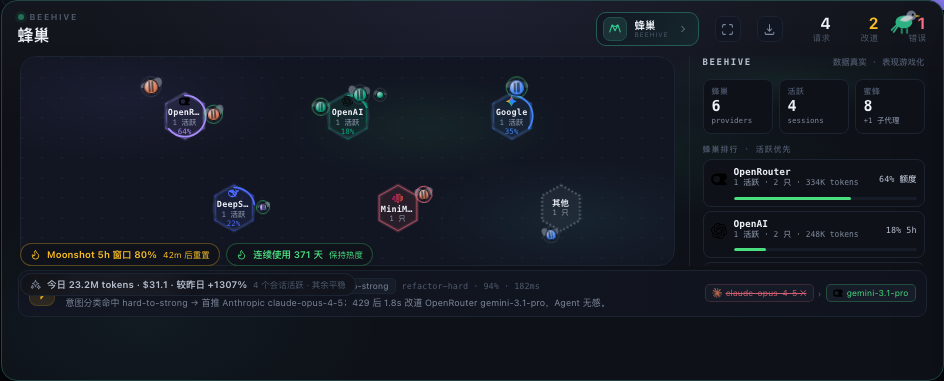 BEEHIVE
蜂巢
蜂巢
BEEHIVE
4
请求
2
改道
1
错误
OpenR…
1 活跃
64%
OpenAI
1 活跃
18%
Google
1 活跃
35%
DeepS…
1 活跃
22%
MiniM…
1 只
其他
1 只
Moonshot 5h 窗口 80% 42m 后重置
连续使用 371 天 保持热度
BEEHIVE
数据真实 · 表现游戏化
蜂巢
6
providers
活跃
4
sessions
蜜蜂
8
+1 子代理
蜂巢排行 · 活跃优先
OpenRouter
1 活跃 · 2 只 · 334K tokens
64% 额度
OpenAI
1 活跃 · 2 只 · 248K tokens
18% 5h
今日 23.2M tokens · $31.1 · 较昨日 +1307% 4 个会话活跃 · 其余平稳
o-strong refactor-hard · 94% · 182ms
意图分类命中 hard-to-strong → 首推 Anthropic claude-opus-4-5；429 后 1.8s 改道 OpenRouter gemini-3.1-pro，Agent 无感。
claude-opus-4-5 ✕ › gemini-3.1-pro